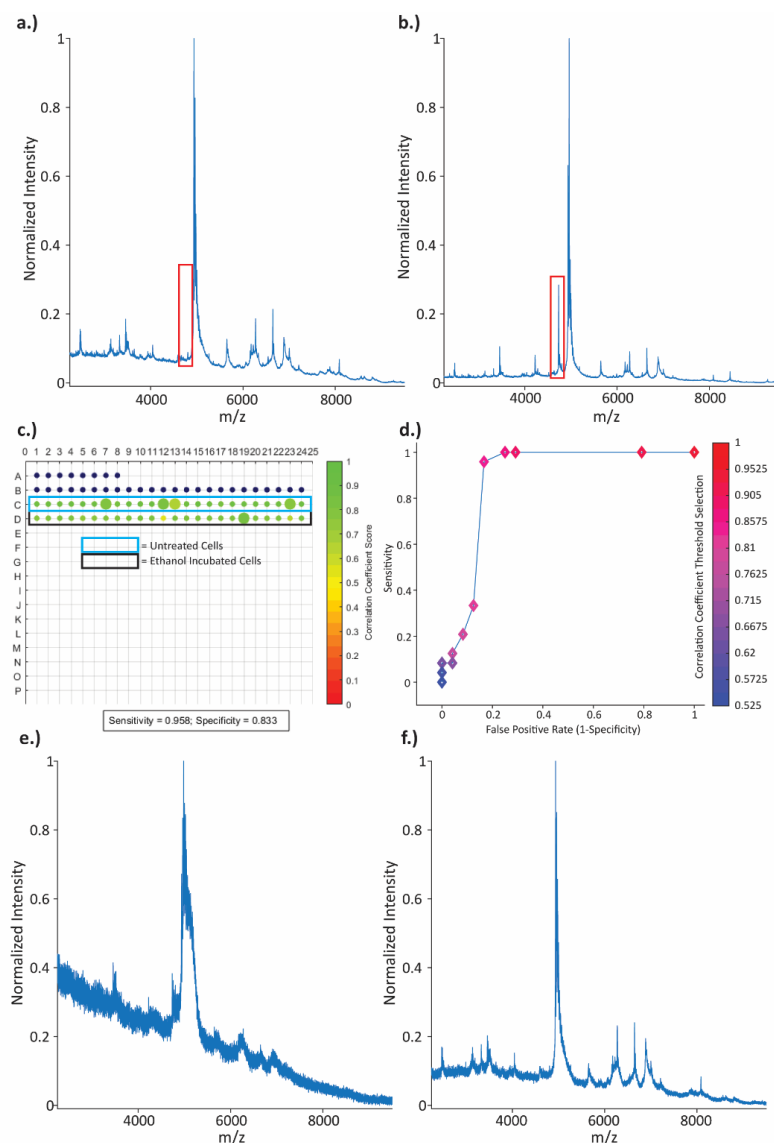 a.)
b.)
1
0.8
0.6
0.4
0.2
0
Normalized Intensity
4000 6000 8000
m/z
1
0.8
0.6
0.4
0.2
0
Normalized Intensity
4000 6000 8000
m/z
c.)
0 1 2 3 4 5 6 7 8 9 10 11 12 13 14 15 16 17 18 19 20 21 22 23 24 25
A
B
C
D
E
F
G
H
I
J
K
L
M
N
O
P
= Untreated Cells
= Ethanol Incubated Cells
1
0.9
0.8
0.7
0.6
0.5
0.4
0.3
0.2
0.1
0
Correlation Coefficient Score
Sensitivity = 0.958; Specificity = 0.833
d.)
1
0.8
0.6
0.4
0.2
0
Sensitivity
0 0.2 0.4 0.6 0.8 1
False Positive Rate (1-Specificity)
Correlation Coefficient Threshold Selection
1
0.9525
0.905
0.8575
0.81
0.7625
0.715
0.6675
0.62
0.5725
0.525
e.)
1
0.8
0.6
0.4
0.2
0
Normalized Intensity
4000 6000 8000
m/z
f.)
1
0.8
0.6
0.4
0.2
0
Normalized Intensity
4000 6000 8000
m/z